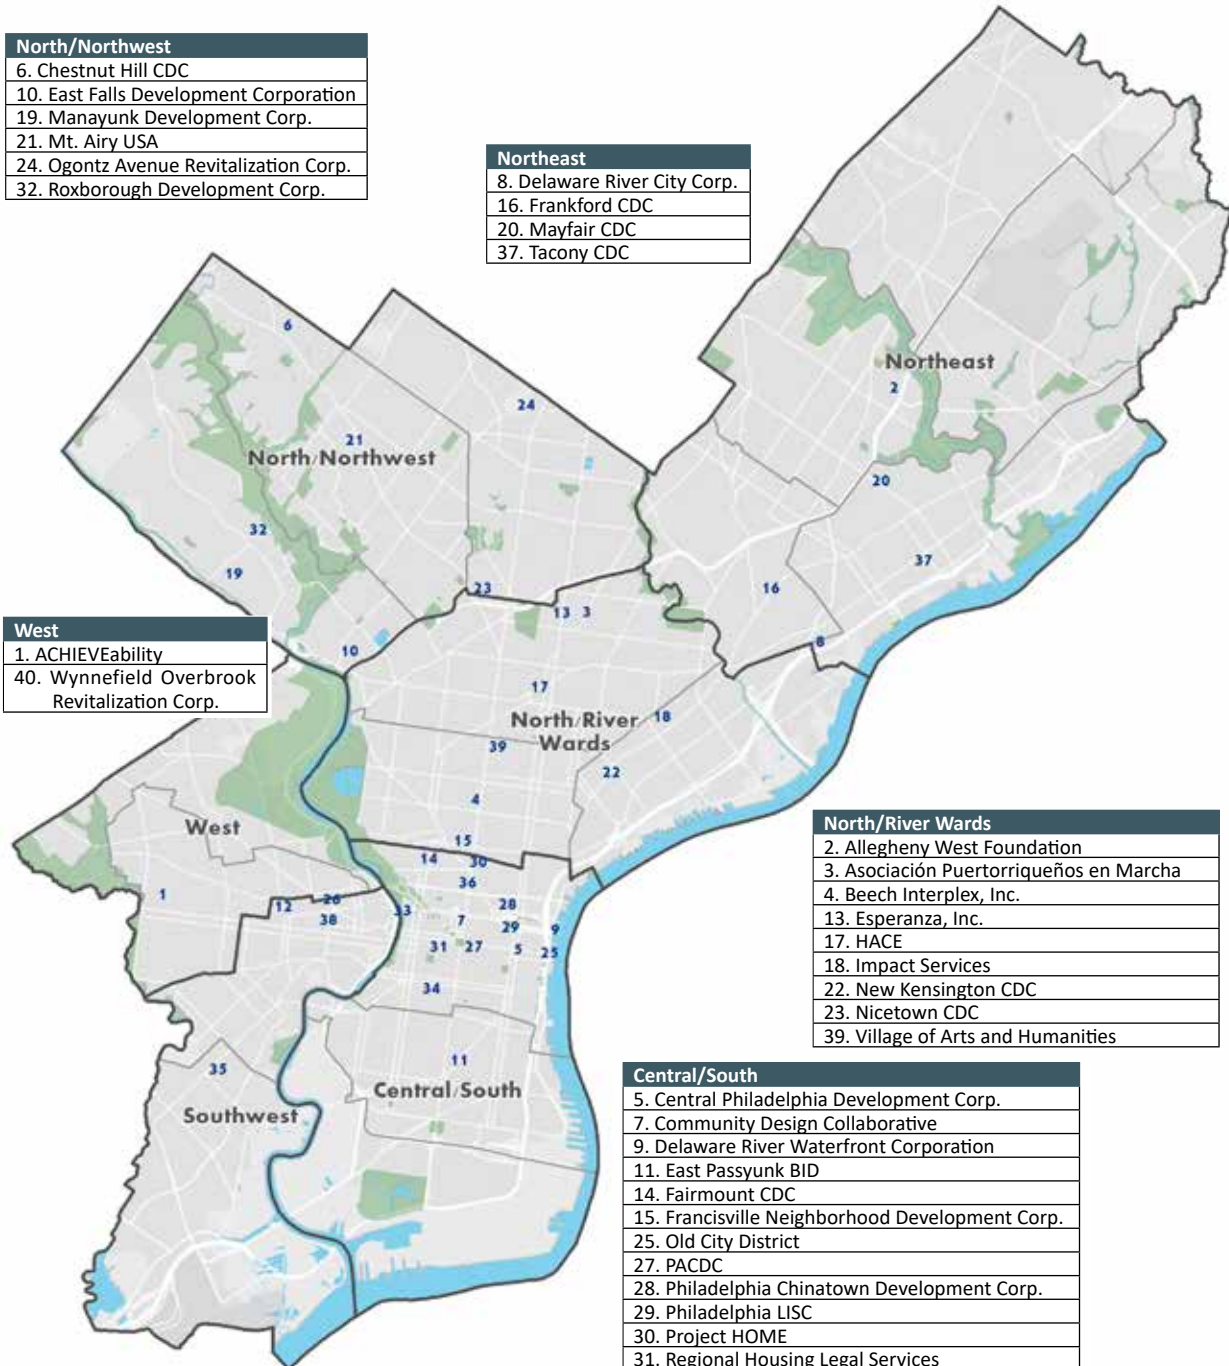 North/Northwest
6. Chestnut Hill CDC
10. East Falls Development Corporation
19. Manayunk Development Corp.
21. Mt. Airy USA
24. Ogontz Avenue Revitalization Corp.
32. Roxborough Development Corp.
Northeast
8. Delaware River City Corp.
16. Frankford CDC
20. Mayfair CDC
37. Tacony CDC
6
24
21
North/Northwest
32
19
23
10
Northeast
2
20
37
16
8
13 3
17
North/River
Wards
18
39
22
4
15
West
1. ACHIEVEability
40. Wynnefield Overbrook
Revitalization Corp.
West
1
12
26
38
14
30
36
33
28
7
29
9
31
27
5
25
34
11
Central/South
35
Southwest
North/River Wards
2. Allegheny West Foundation
3. Asociación Puertorriqueños en Marcha
4. Beech Interplex, Inc.
13. Esperanza, Inc.
17. HACE
18. Impact Services
22. New Kensington CDC
23. Nicetown CDC
39. Village of Arts and Humanities
Central/South
5. Central Philadelphia Development Corp.
7. Community Design Collaborative
9. Delaware River Waterfront Corporation
11. East Passyunk BID
14. Fairmount CDC
15. Francisville Neighborhood Development Corp.
25. Old City District
27. PACDC
28. Philadelphia Chinatown Development Corp.
29. Philadelphia LISC
30. Project HOME
31. Regional Housing Legal Services